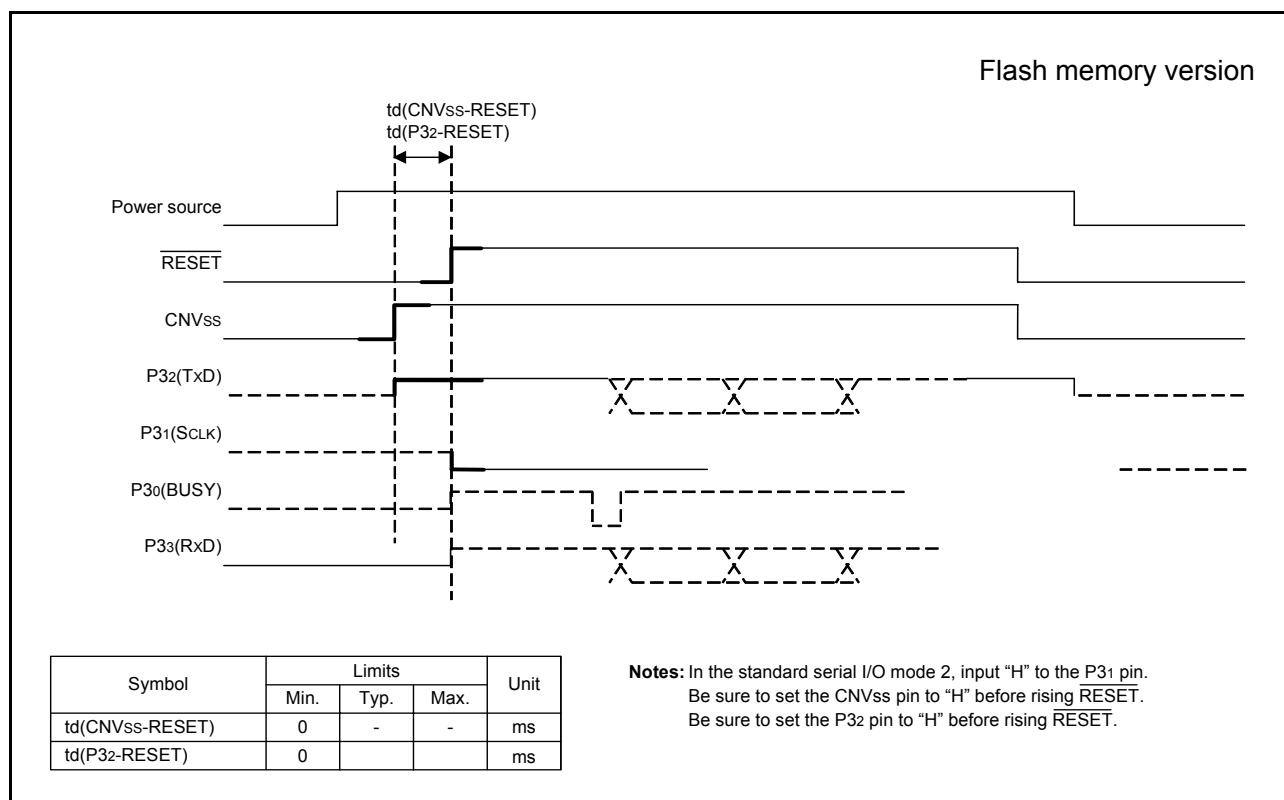 Flash memory version
td(CNVss-RESET)
td(P32-RESET)
Power source
RESET
CNVss
P32(TxD)
P31(SCLK)
P30(BUSY)
P33(RxD)
Symbol Limits Unit
Min. Typ. Max.
td(CNVss-RESET) 0 - - ms
td(P32-RESET) 0 ms
Notes: In the standard serial I/O mode 2, input “H” to the P31 pin.
Be sure to set the CNVss pin to “H” before rising RESET.
Be sure to set the P32 pin to “H” before rising RESET.